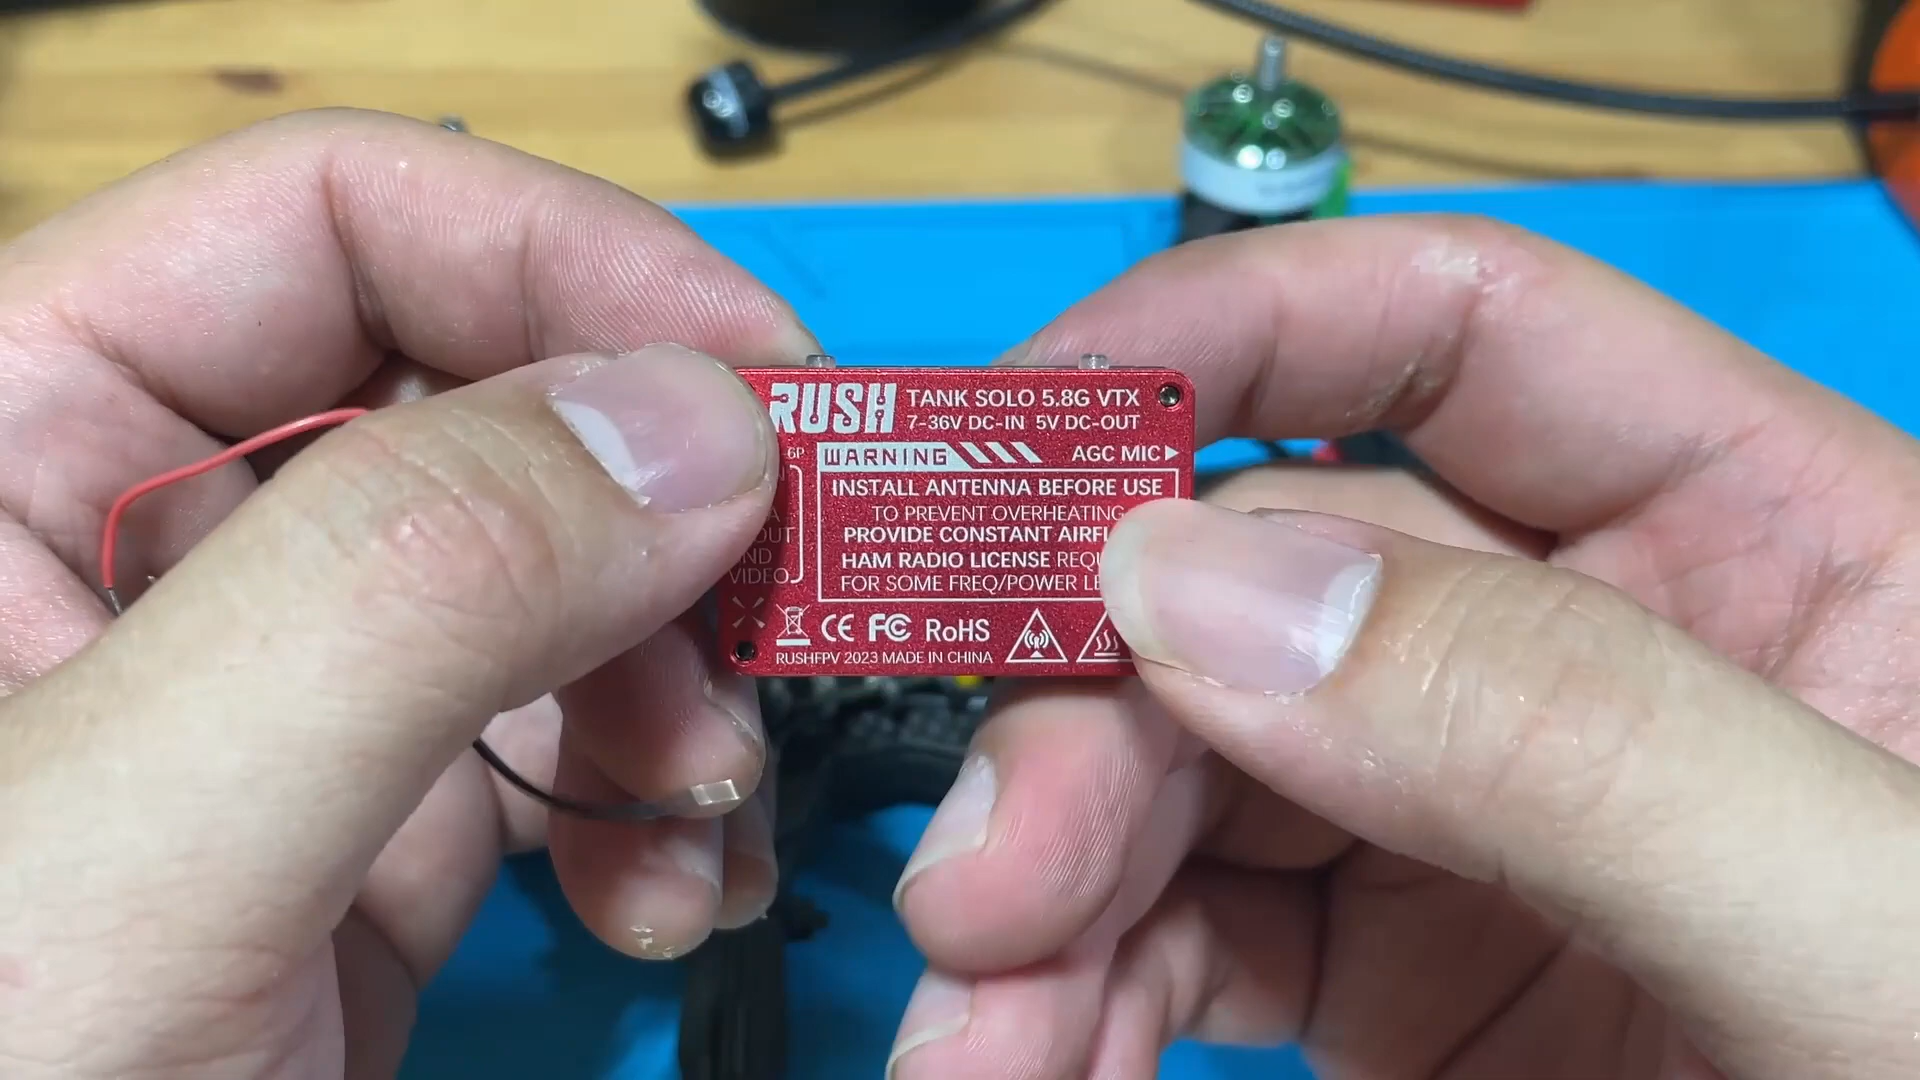 RUSH TANK SOLO 5.8G VTX
7-36V DC-IN 5V DC-OUT
6P WARNING AGC MIC
INSTALL ANTENNA BEFORE USE
TO PREVENT OVERHEATING
PROVIDE CONSTANT
HAM RADIO LICENSE
FOR SOME FREQ/POWER
VIDEO
CE FC RoHS
RUSHFPV 2023 MADE IN CHINA